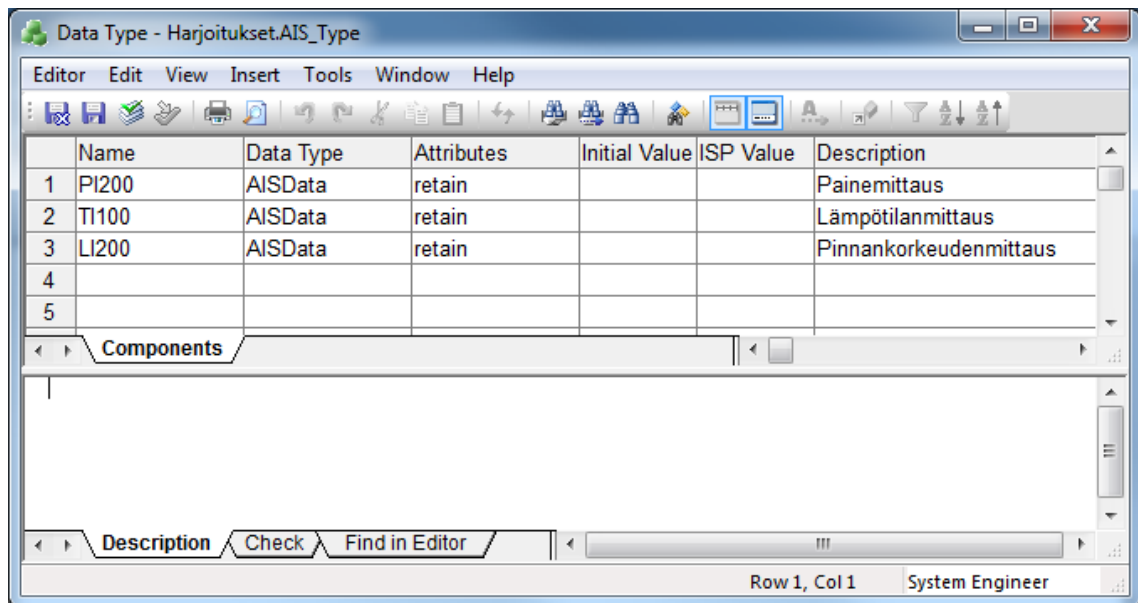 Data Type - Harjoitukset.AIS_Type
Editor Edit View Insert Tools Window Help
Name Data Type Attributes Initial Value ISP Value Description
1 PI200 AISData retain Painemittaus
2 TI100 AISData retain Lämpötilanmittaus
3 LI200 AISData retain Pinnankorkeudenmittaus
4
5
Components
Description Check Find in Editor
Row 1, Col 1 System Engineer